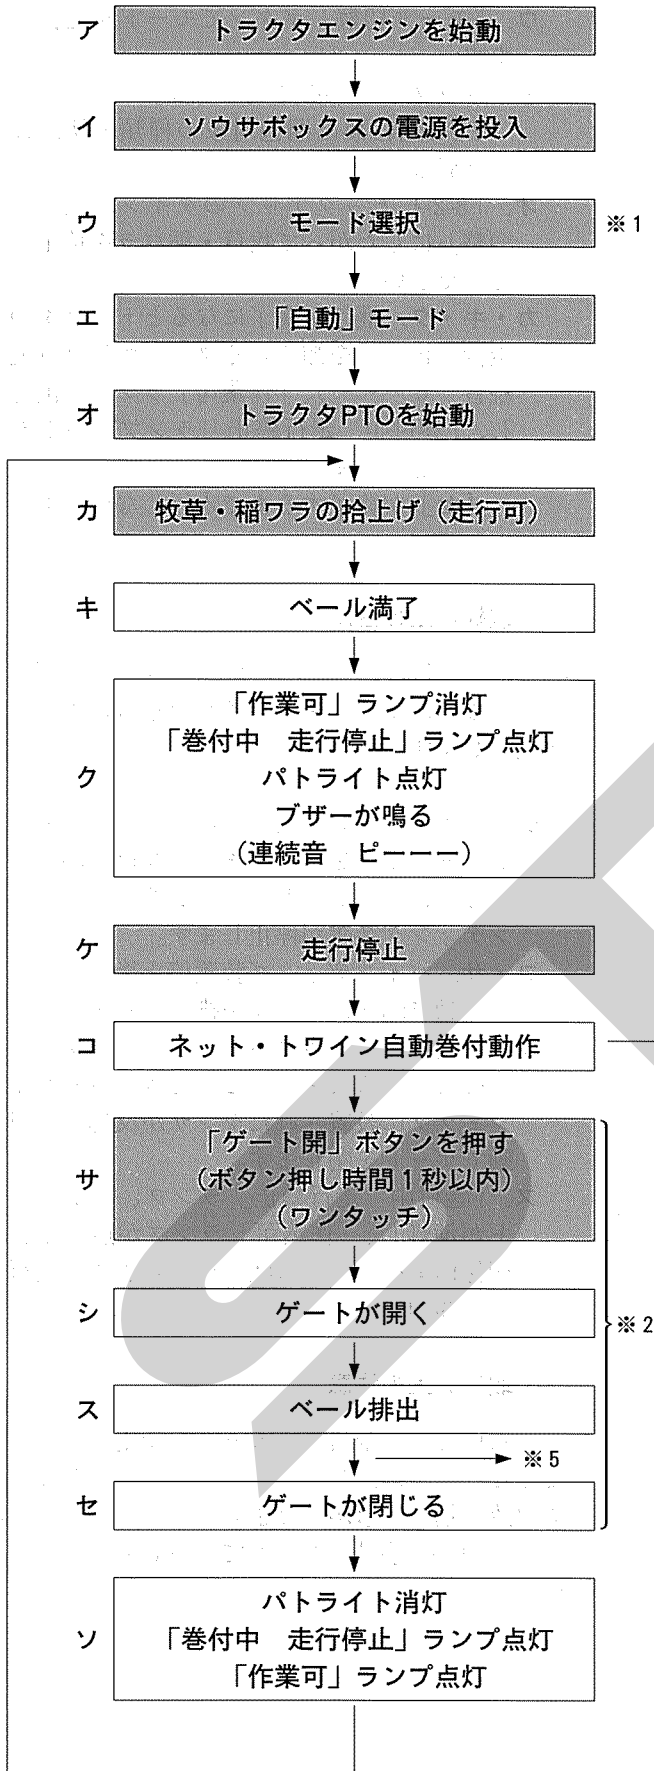 ア トラクタエンジンを始動
イ ソウサボックスの電源を投入
ウ モード選択 ※1
エ 「自動」モード
オ トラクタPTOを始動
カ 牧草・稲ワラの拾上げ(走行可)
キ ベール満了
「作業可」ランプ消灯
「巻付中 走行停止」ランプ点灯
ク パトライト点灯
ブザーが鳴る
(連続音 ピーーー)
ケ 走行停止
コ ネット・トワイン自動巻付動作
「ゲート開」ボタンを押す
サ (ボタン押し時間1秒以内)
(ワンタッチ)
シ ゲートが開く ※2
ス ベール排出
※5
セ ゲートが閉じる
パトライト消灯
ソ 「巻付中 走行停止」ランプ点灯
「作業可」ランプ点灯